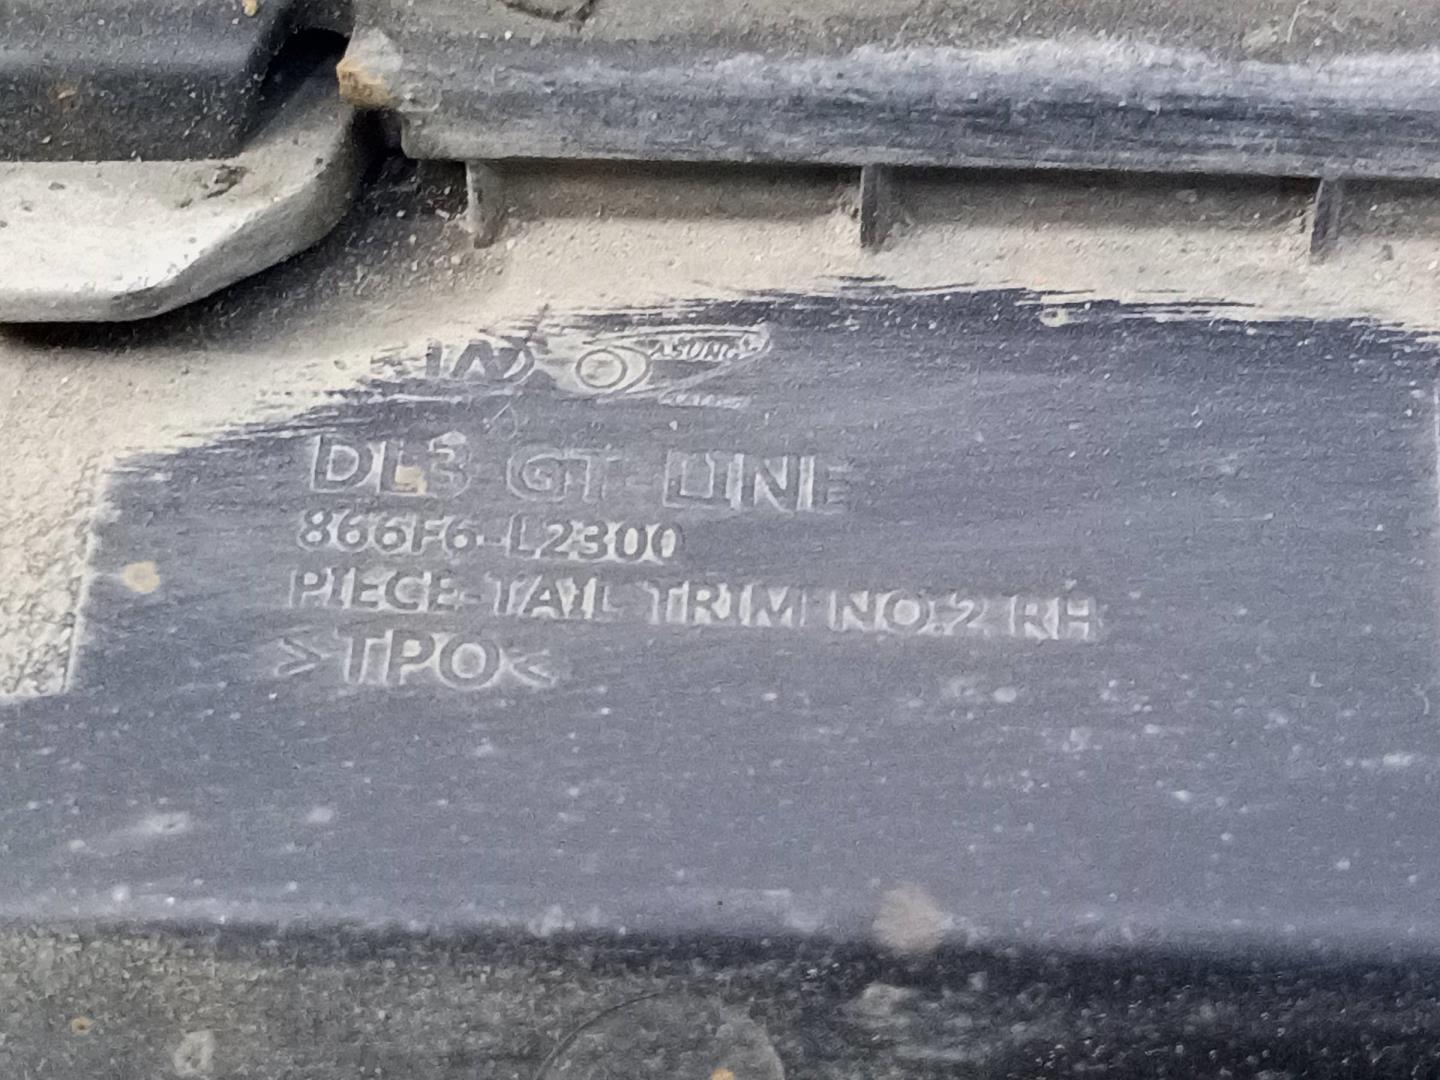 DL3 GT-LINE
866F6-L2300
PIECE-TAIL TRIM NO.2 RH
>TPO<